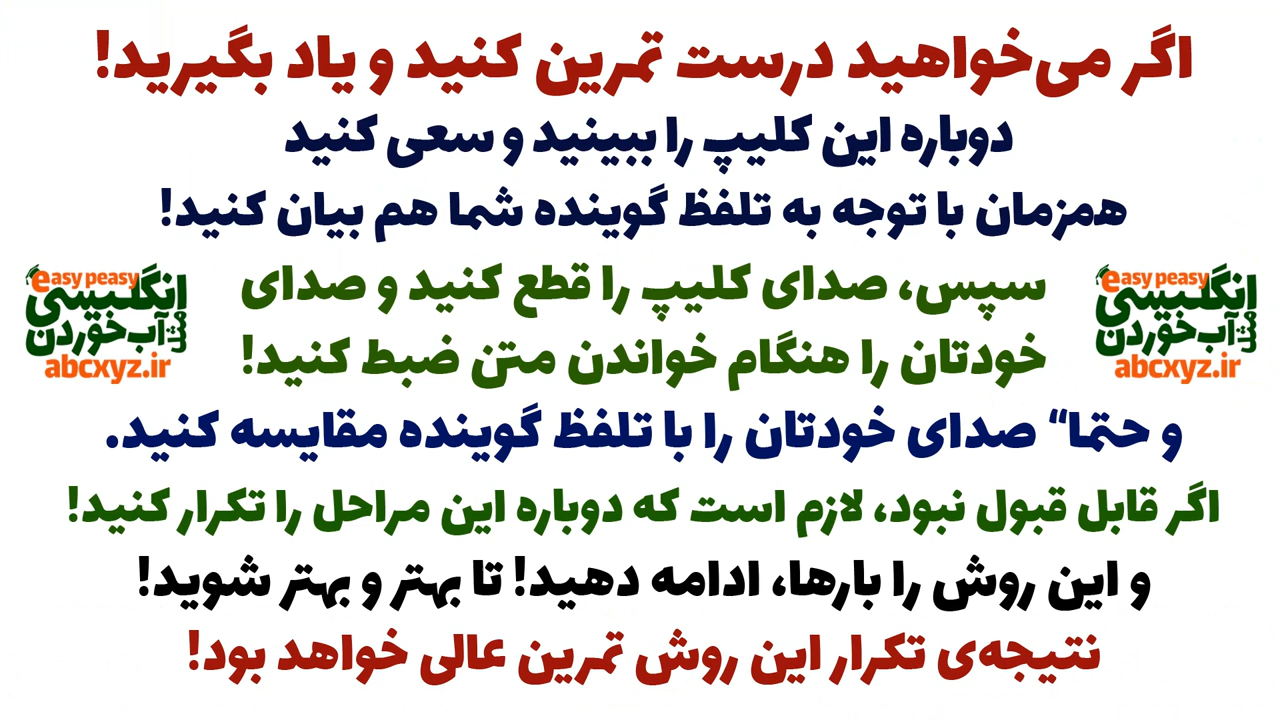 اگر می‌خواهید درست تمرین کنید و یاد بگیرید!
دوباره این کلیپ را ببینید و سعی کنید
همزمان با توجه به تلفظ گوینده شما هم بیان کنید!
سپس، صدای کلیپ را قطع کنید و صدای
خودتان را هنگام خواندن متن ضبط کنید!
و حتما“ صدای خودتان را با تلفظ گوینده مقایسه کنید.
اگر قابل قبول نبود، لازم است که دوباره این مراحل را تکرار کنید!
و این روش را بارها، ادامه دهید! تا بهتر و بهتر شوید!
نتیجه‌ی تکرار این روش تمرین عالی خواهد بود!
easy peasy
انگلیسی
مثل آب خوردن
abcxyz.ir
easy peasy
انگلیسی
مثل آب خوردن
abcxyz.ir